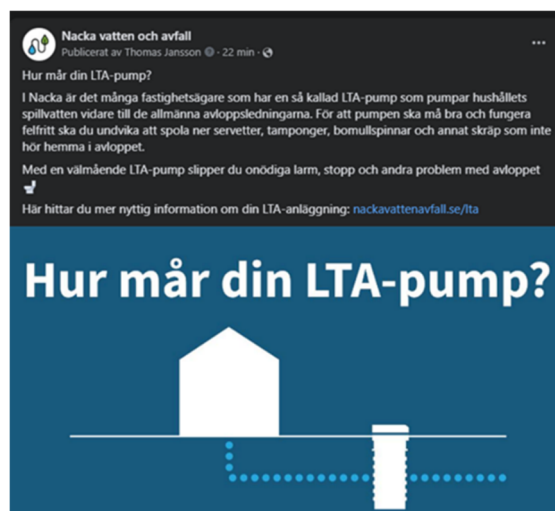 Nacka vatten och avfall
Publicerat av Thomas Jansson · 22 min ·
Hur mår din LTA-pump?
I Nacka är det många fastighetsägare som har en så kallad LTA-pump som pumpar hushållets
spillvatten vidare till de allmänna avloppsledningarna. För att pumpen ska må bra och fungera
felfritt ska du undvika att spola ner servetter, tamponger, bomullspinnar och annat skräp som inte
hör hemma i avloppet.
Med en välmående LTA-pump slipper du onödiga larm, stopp och andra problem med avloppet
🚽
Här hittar du mer nyttig information om din LTA-anläggning: nackavattenavfall.se/lta
Hur mår din LTA-pump?